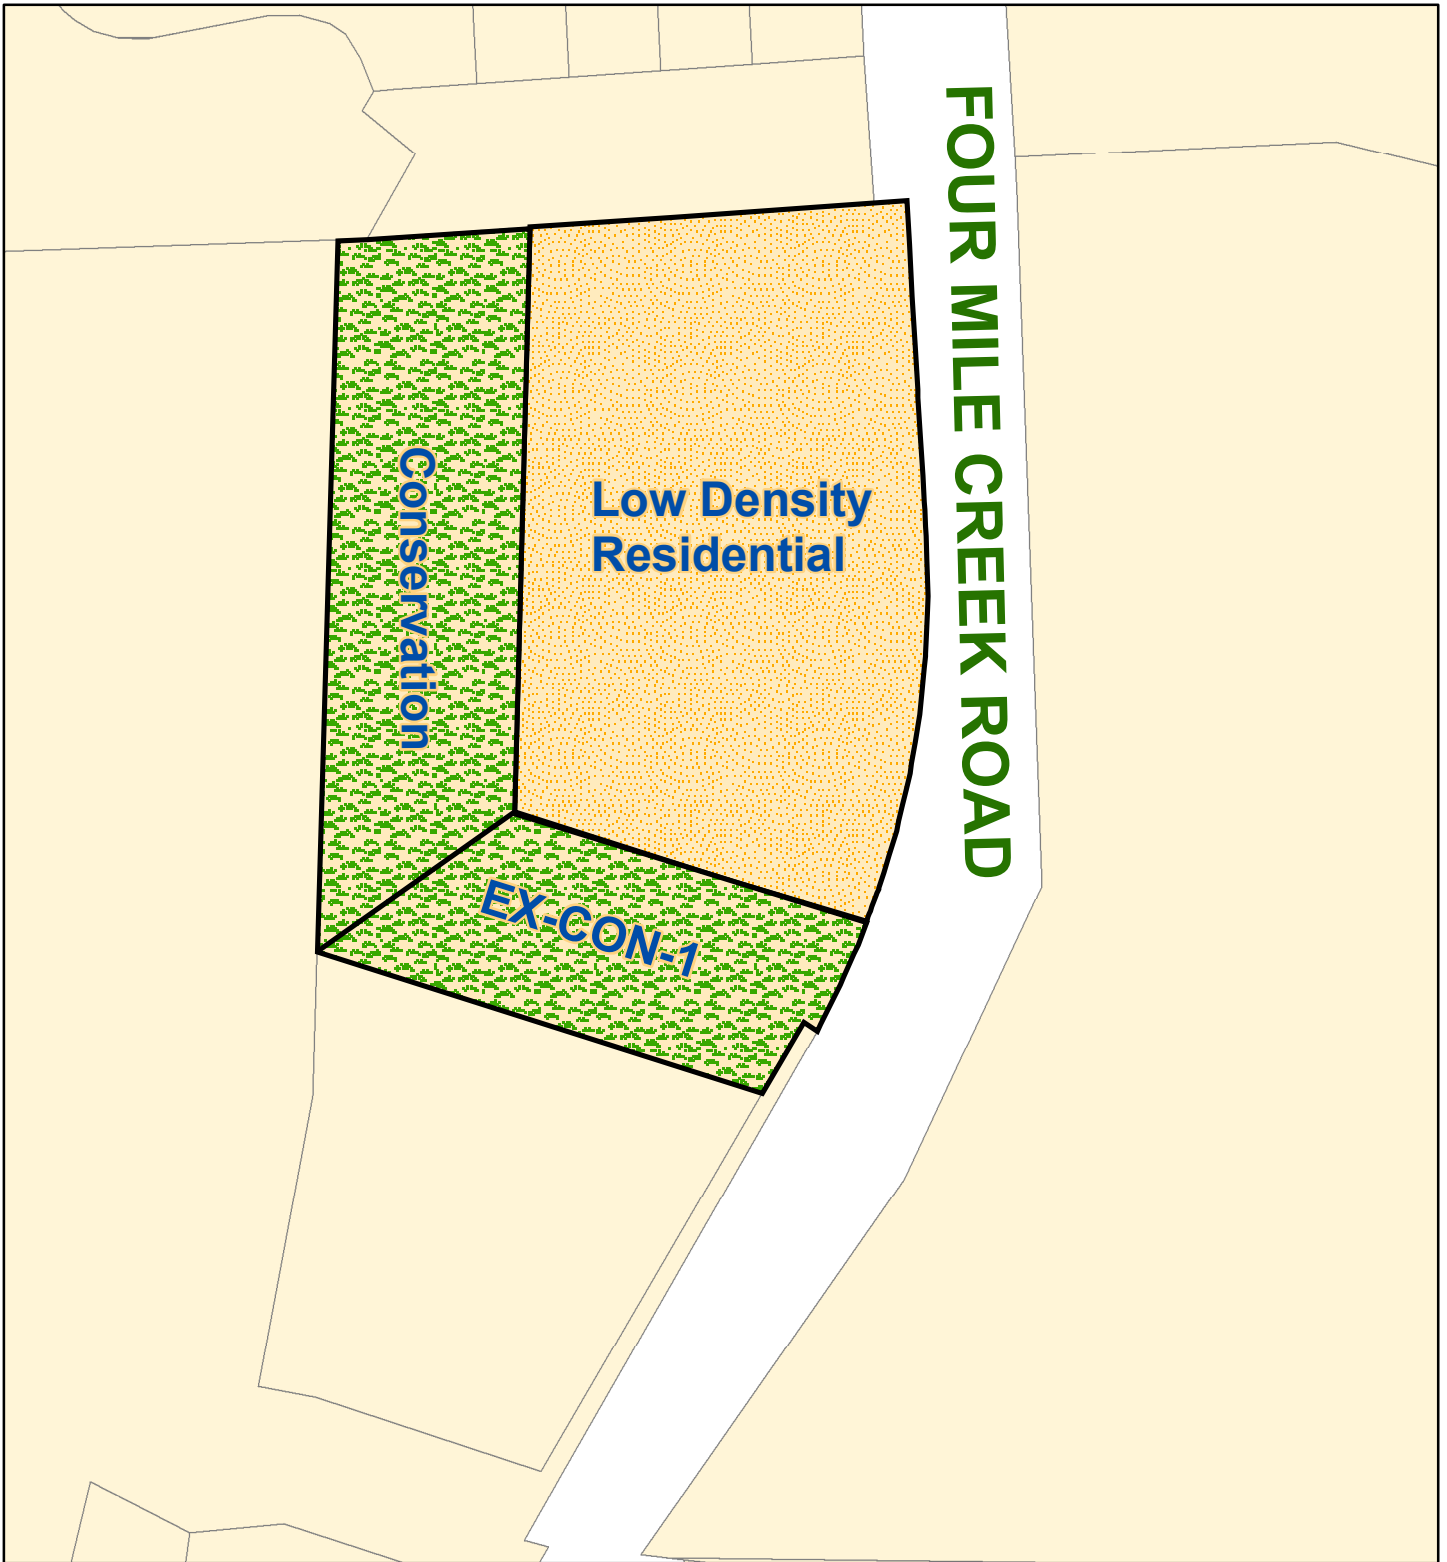 FOUR MILE CREEK ROAD
Conservation
Low Density
Residential
EX-CON-1